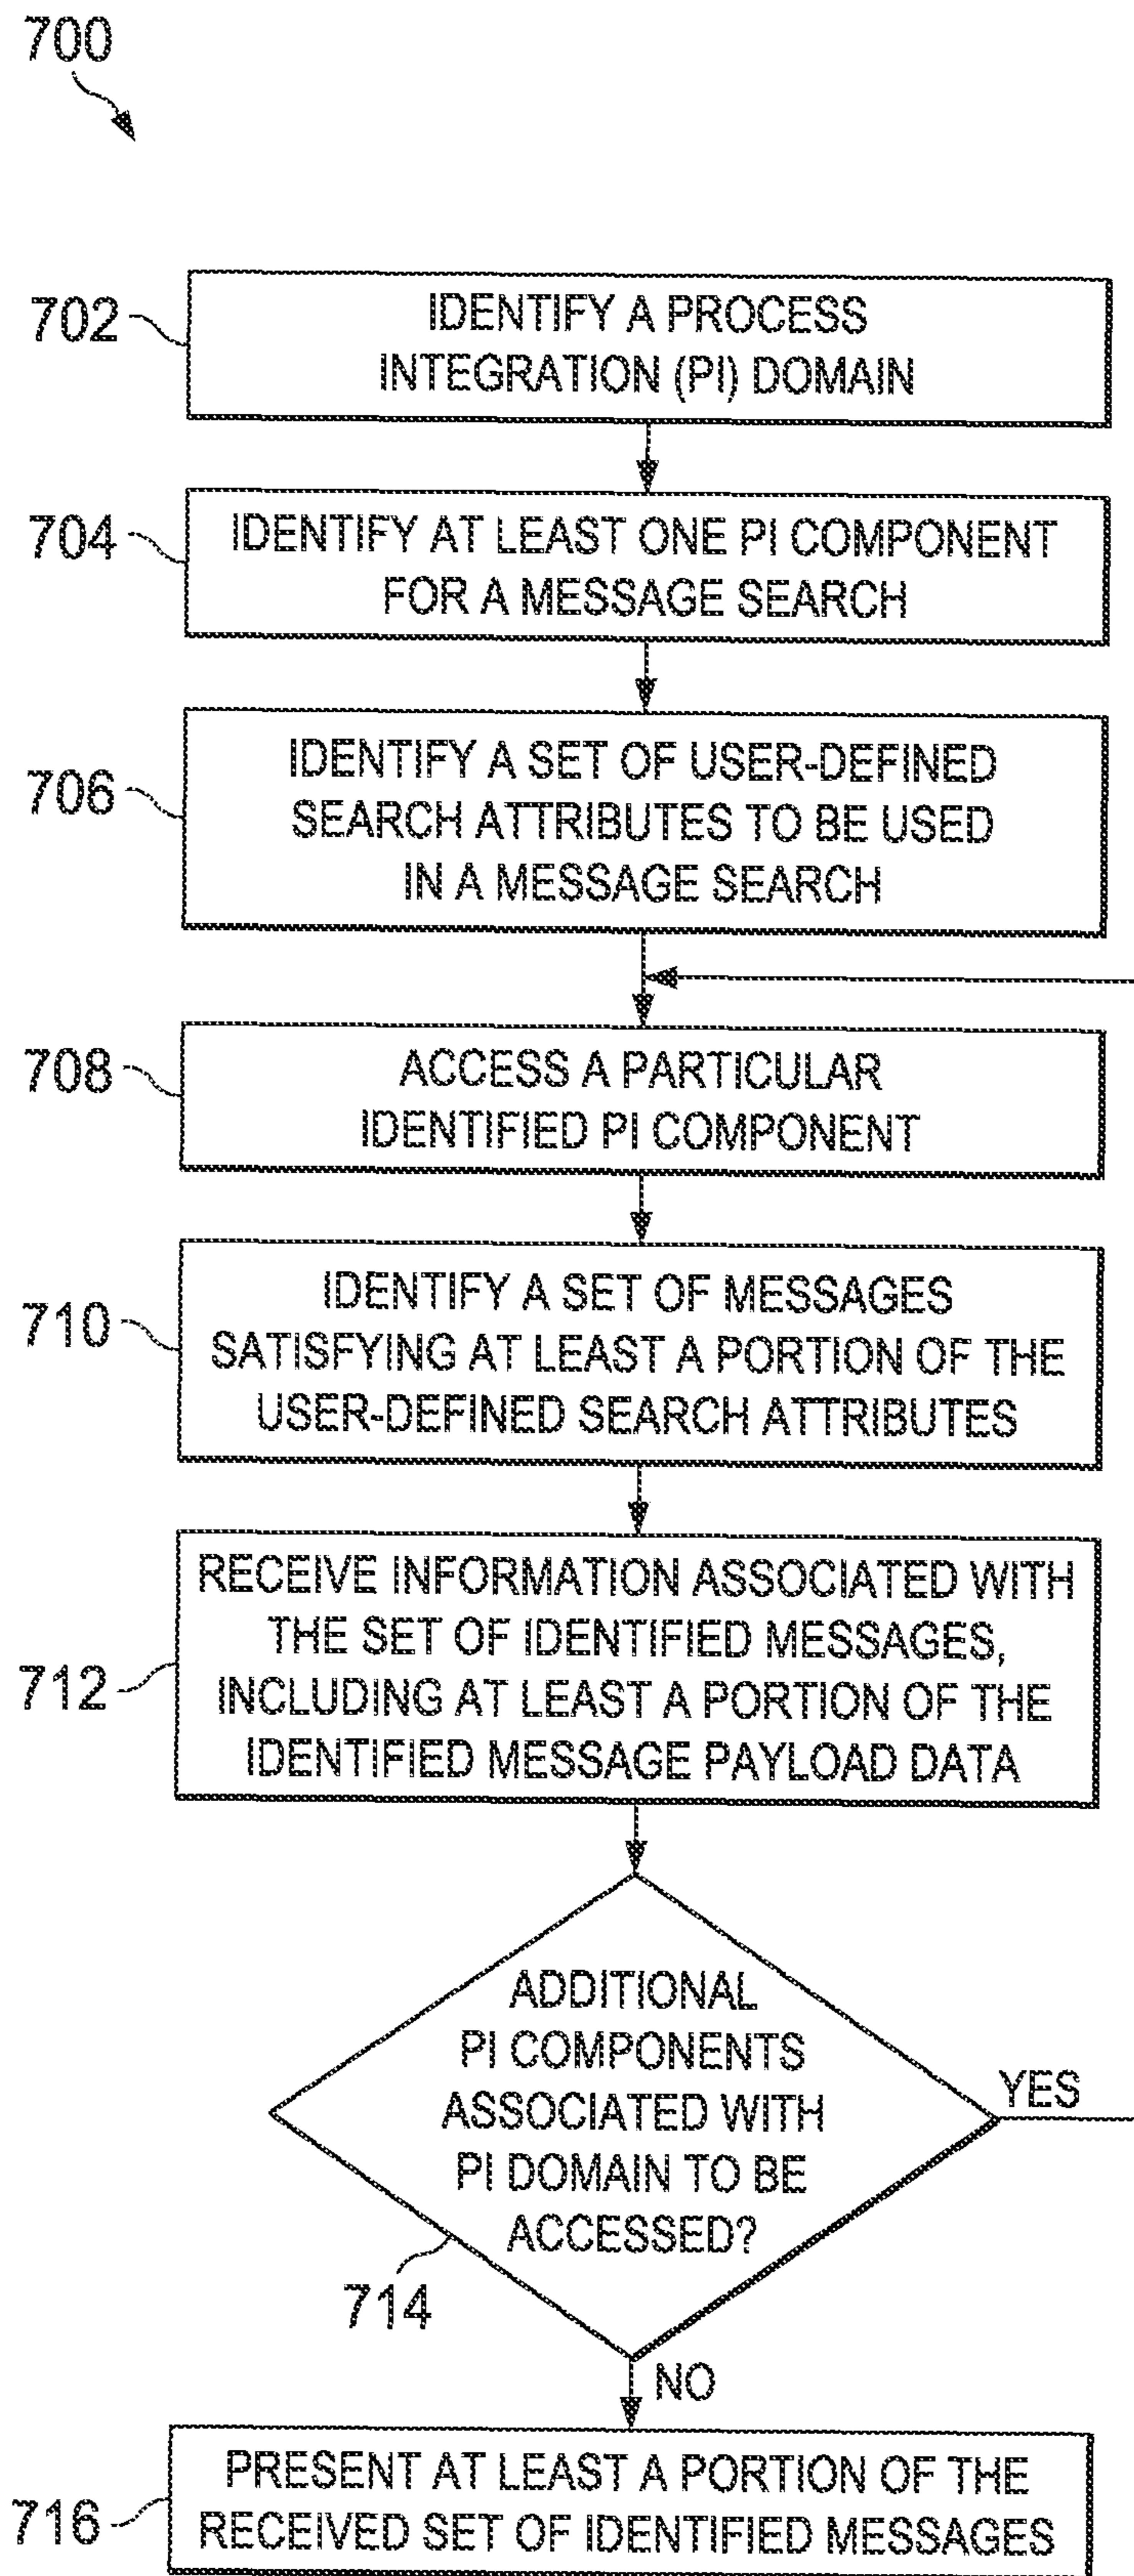 700
702
IDENTIFY A PROCESS
INTEGRATION (PI) DOMAIN
704
IDENTIFY AT LEAST ONE PI COMPONENT
FOR A MESSAGE SEARCH
706
IDENTIFY A SET OF USER-DEFINED
SEARCH ATTRIBUTES TO BE USED
IN A MESSAGE SEARCH
708
ACCESS A PARTICULAR
IDENTIFIED PI COMPONENT
710
IDENTIFY A SET OF MESSAGES
SATISFYING AT LEAST A PORTION OF THE
USER-DEFINED SEARCH ATTRIBUTES
712
RECEIVE INFORMATION ASSOCIATED WITH
THE SET OF IDENTIFIED MESSAGES,
INCLUDING AT LEAST A PORTION OF THE
IDENTIFIED MESSAGE PAYLOAD DATA
ADDITIONAL
PI COMPONENTS
ASSOCIATED WITH
PI DOMAIN TO BE
ACCESSED?
YES
714
NO
716
PRESENT AT LEAST A PORTION OF THE
RECEIVED SET OF IDENTIFIED MESSAGES